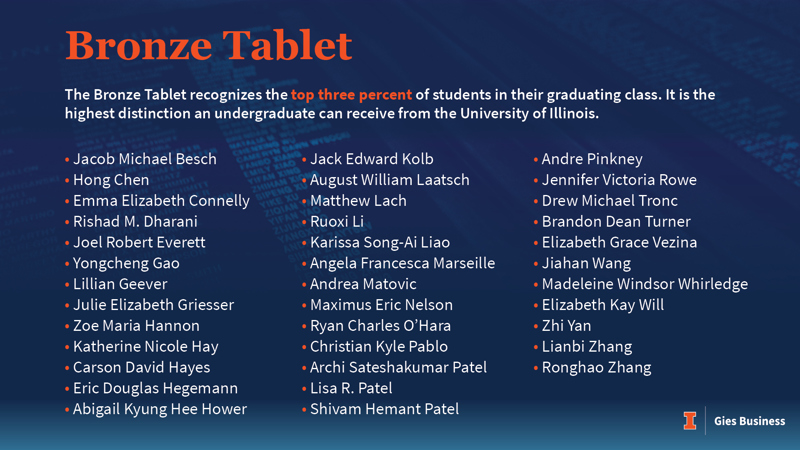 Bronze Tablet
The Bronze Tablet recognizes the top three percent of students in their graduating class. It is the
highest distinction an undergraduate can receive from the University of Illinois.
• Jacob Michael Besch
• Hong Chen
• Emma Elizabeth Connelly
• Rishad M. Dharani
• Joel Robert Everett
• Yongcheng Gao
• Lillian Geever
• Julie Elizabeth Griesser
• Zoe Maria Hannon
• Katherine Nicole Hay
• Carson David Hayes
• Eric Douglas Hegemann
• Abigail Kyung Hee Hower
• Jack Edward Kolb
• August William Laatsch
• Matthew Lach
• Ruoxi Li
• Karissa Song-Ai Liao
• Angela Francesca Marseille
• Andrea Matovic
• Maximus Eric Nelson
• Ryan Charles O’Hara
• Christian Kyle Pablo
• Archi Sateshakumar Patel
• Lisa R. Patel
• Shivam Hemant Patel
• Andre Pinkney
• Jennifer Victoria Rowe
• Drew Michael Tronc
• Brandon Dean Turner
• Elizabeth Grace Vezina
• Jiahan Wang
• Madeleine Windsor Whirledge
• Elizabeth Kay Will
• Zhi Yan
• Lianbi Zhang
• Ronghao Zhang
I Gies Business